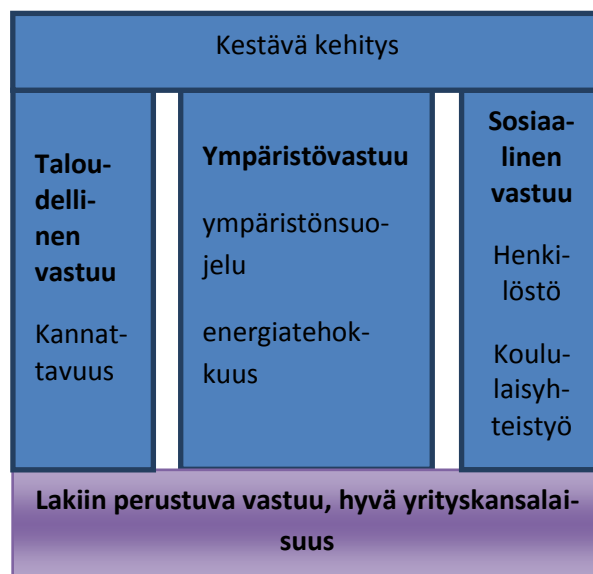 Kestävä kehitys
Talou-
delli-
nen
vastuu
Kannat-
tavuus
Ympäristövastuu
ympäristönsuo-
jelu
energiatehok-
kuus
Sosiaa-
linen
vastuu
Henki-
löstö
Koulu-
laisyh-
teistyö
Lakiin perustuva vastuu, hyvä yrityskansalai-
suus